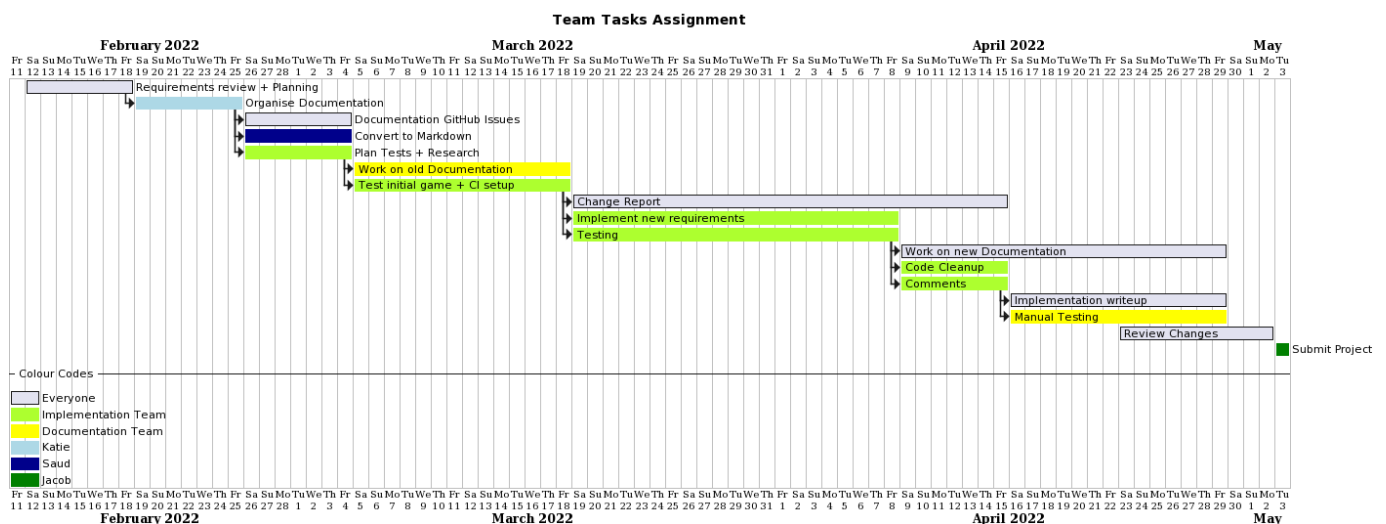 Team Tasks Assignment
February 2022 March 2022 April 2022 May
Fr Sa Su Mo Tu We Th Fr Sa Su Mo Tu We Th Fr Sa Su Mo Tu We Th Fr Sa Su Mo Tu We Th Fr Sa Su Mo Tu We Th Fr Sa Su Mo Tu We Th Fr Sa Su Mo Tu We Th Fr Sa Su Mo Tu We Th Fr Sa Su Mo Tu We Th Fr Sa Su Mo Tu We Th Fr Sa Su Mo Tu We Th Fr Sa Su Mo Tu
11 12 13 14 15 16 17 18 19 20 21 22 23 24 25 26 27 28 1 2 3 4 5 6 7 8 9 10 11 12 13 14 15 16 17 18 19 20 21 22 23 24 25 26 27 28 29 30 31 1 2 3 4 5 6 7 8 9 10 11 12 13 14 15 16 17 18 19 20 21 22 23 24 25 26 27 28 29 30 1 2 3
Requirements review + Planning
Organise Documentation
Documentation GitHub Issues
Convert to Markdown
Plan Tests + Research
Work on old Documentation
Test initial game + CI setup
Change Report
Implement new requirements
Testing
Work on new Documentation
Code Cleanup
Comments
Implementation writeup
Manual Testing
Review Changes
Submit Project
Colour Codes
Everyone
Implementation Team
Documentation Team
Katie
Saud
Jacob
Fr Sa Su Mo Tu We Th Fr Sa Su Mo Tu We Th Fr Sa Su Mo Tu We Th Fr Sa Su Mo Tu We Th Fr Sa Su Mo Tu We Th Fr Sa Su Mo Tu We Th Fr Sa Su Mo Tu We Th Fr Sa Su Mo Tu We Th Fr Sa Su Mo Tu We Th Fr Sa Su Mo Tu We Th Fr Sa Su Mo Tu We Th Fr Sa Su Mo Tu
11 12 13 14 15 16 17 18 19 20 21 22 23 24 25 26 27 28 1 2 3 4 5 6 7 8 9 10 11 12 13 14 15 16 17 18 19 20 21 22 23 24 25 26 27 28 29 30 31 1 2 3 4 5 6 7 8 9 10 11 12 13 14 15 16 17 18 19 20 21 22 23 24 25 26 27 28 29 30 1 2 3
February 2022 March 2022 April 2022 May